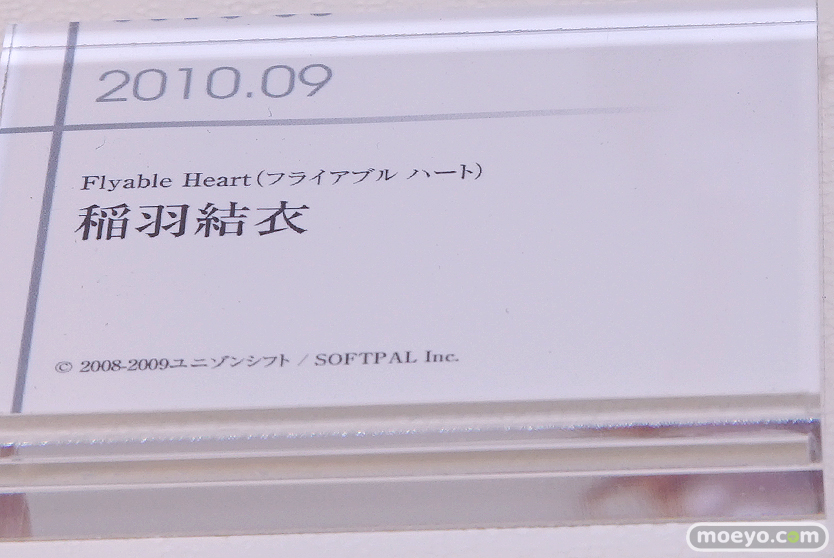 2010.09
Flyable Heart(フライアブル ハート)
稲羽結衣
© 2008-2009ユニゾンシフト / SOFTPAL Inc.
moeyo.com